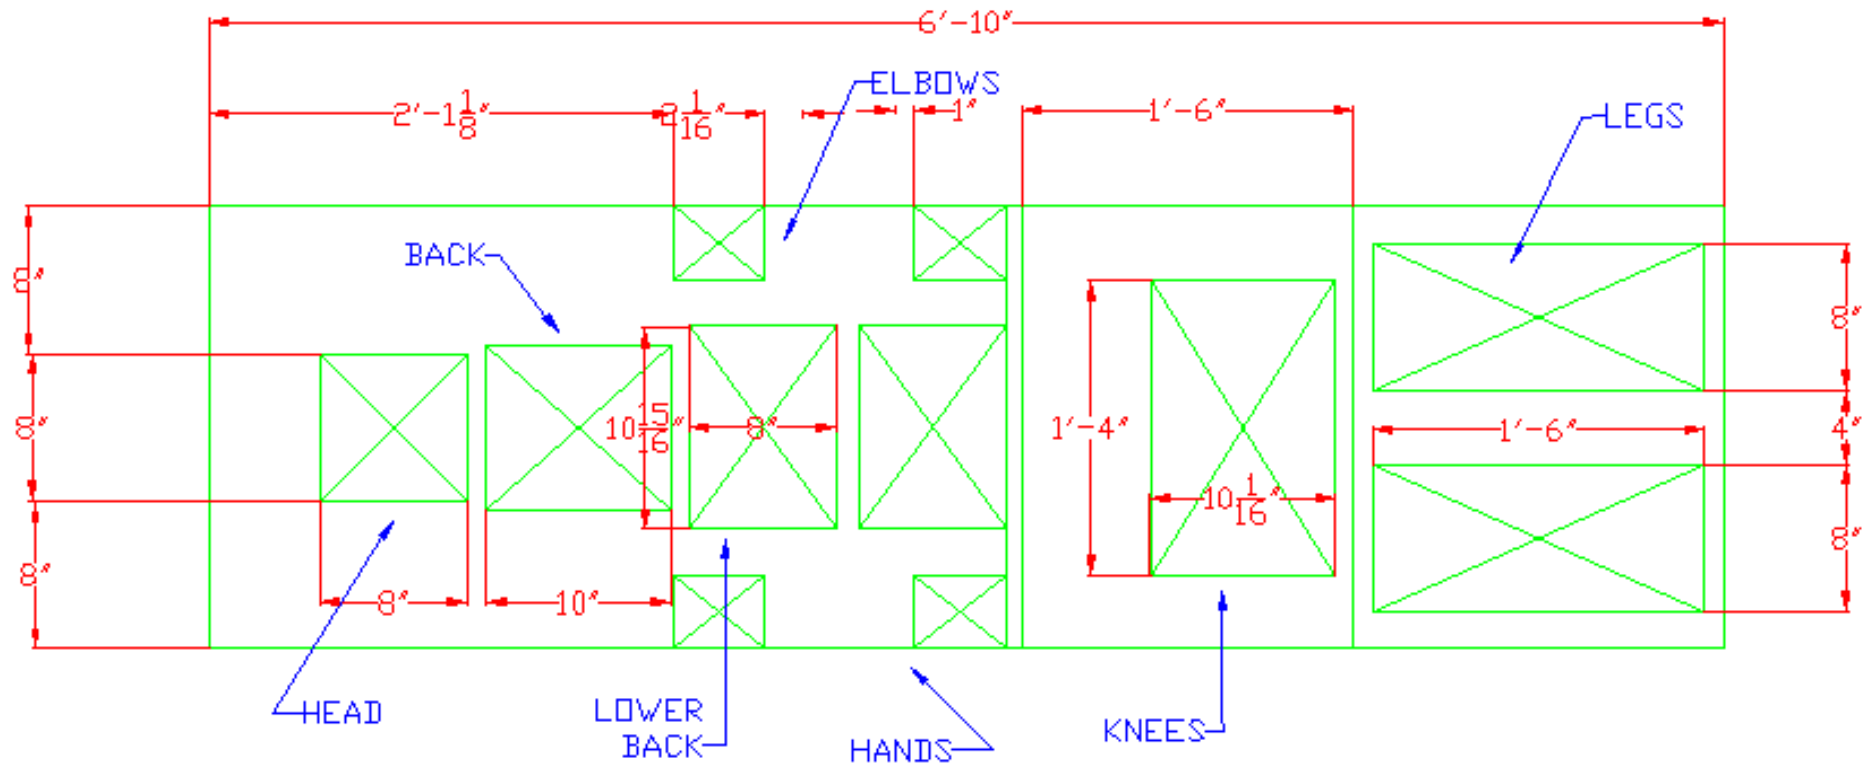 6'-10"
ELBOWS
2'-1 1/8"
2 1/16"
1"
1'-6"
LEGS
BACK
8"
8"
8"
10 15/16"
8"
1'-4"
1'-6"
4"
10 1/16"
8"
8"
8"
10"
HEAD
LOWER
BACK
HANDS
KNEES